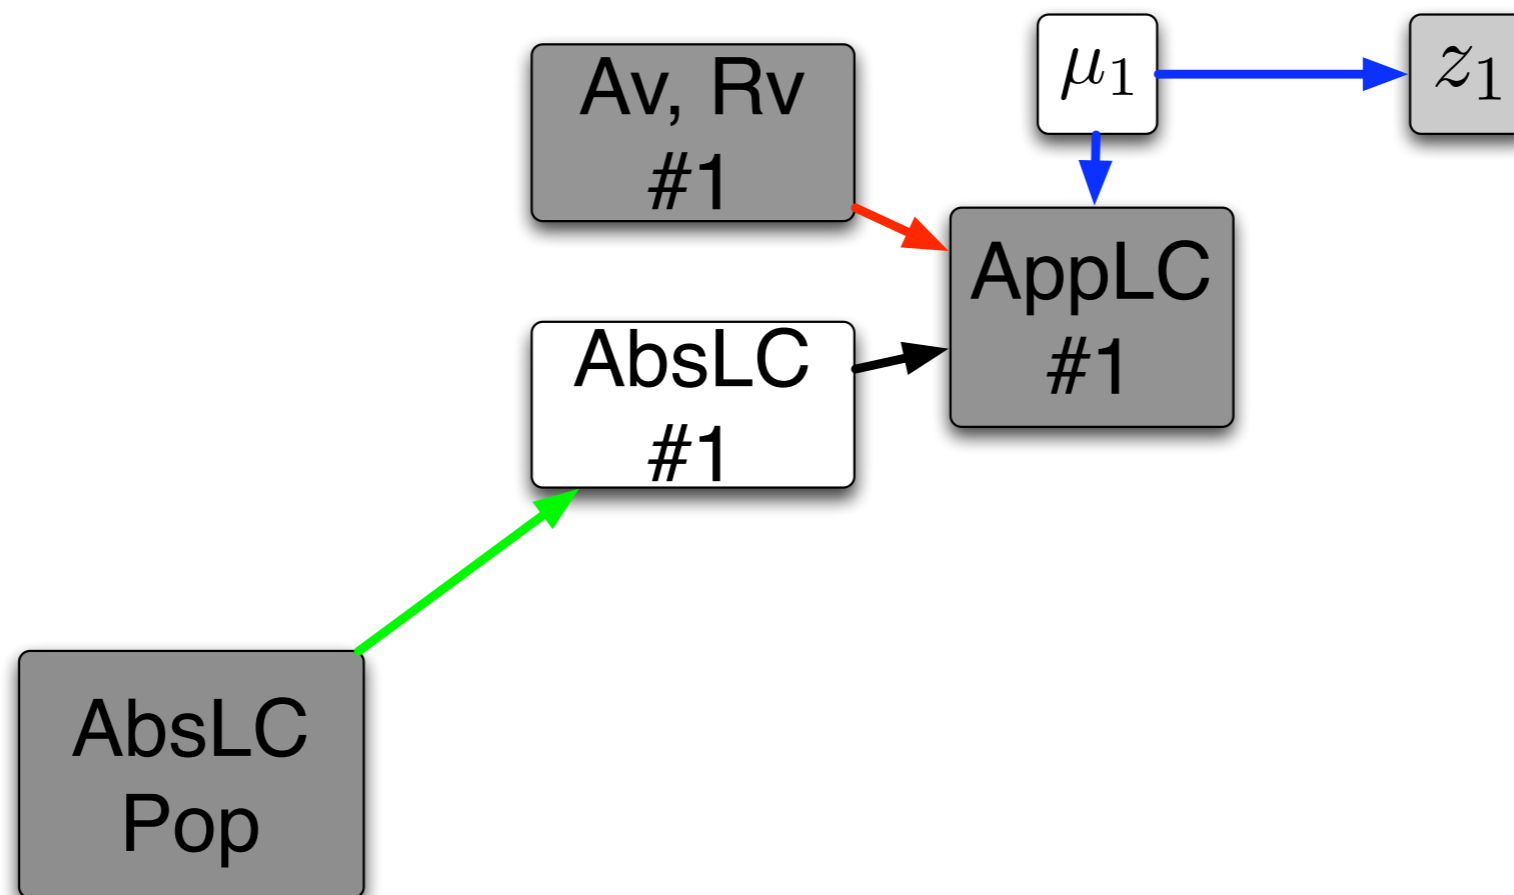 Av, Rv
#1
μ₁
z₁
AppLC
#1
AbsLC
#1
AbsLC
Pop